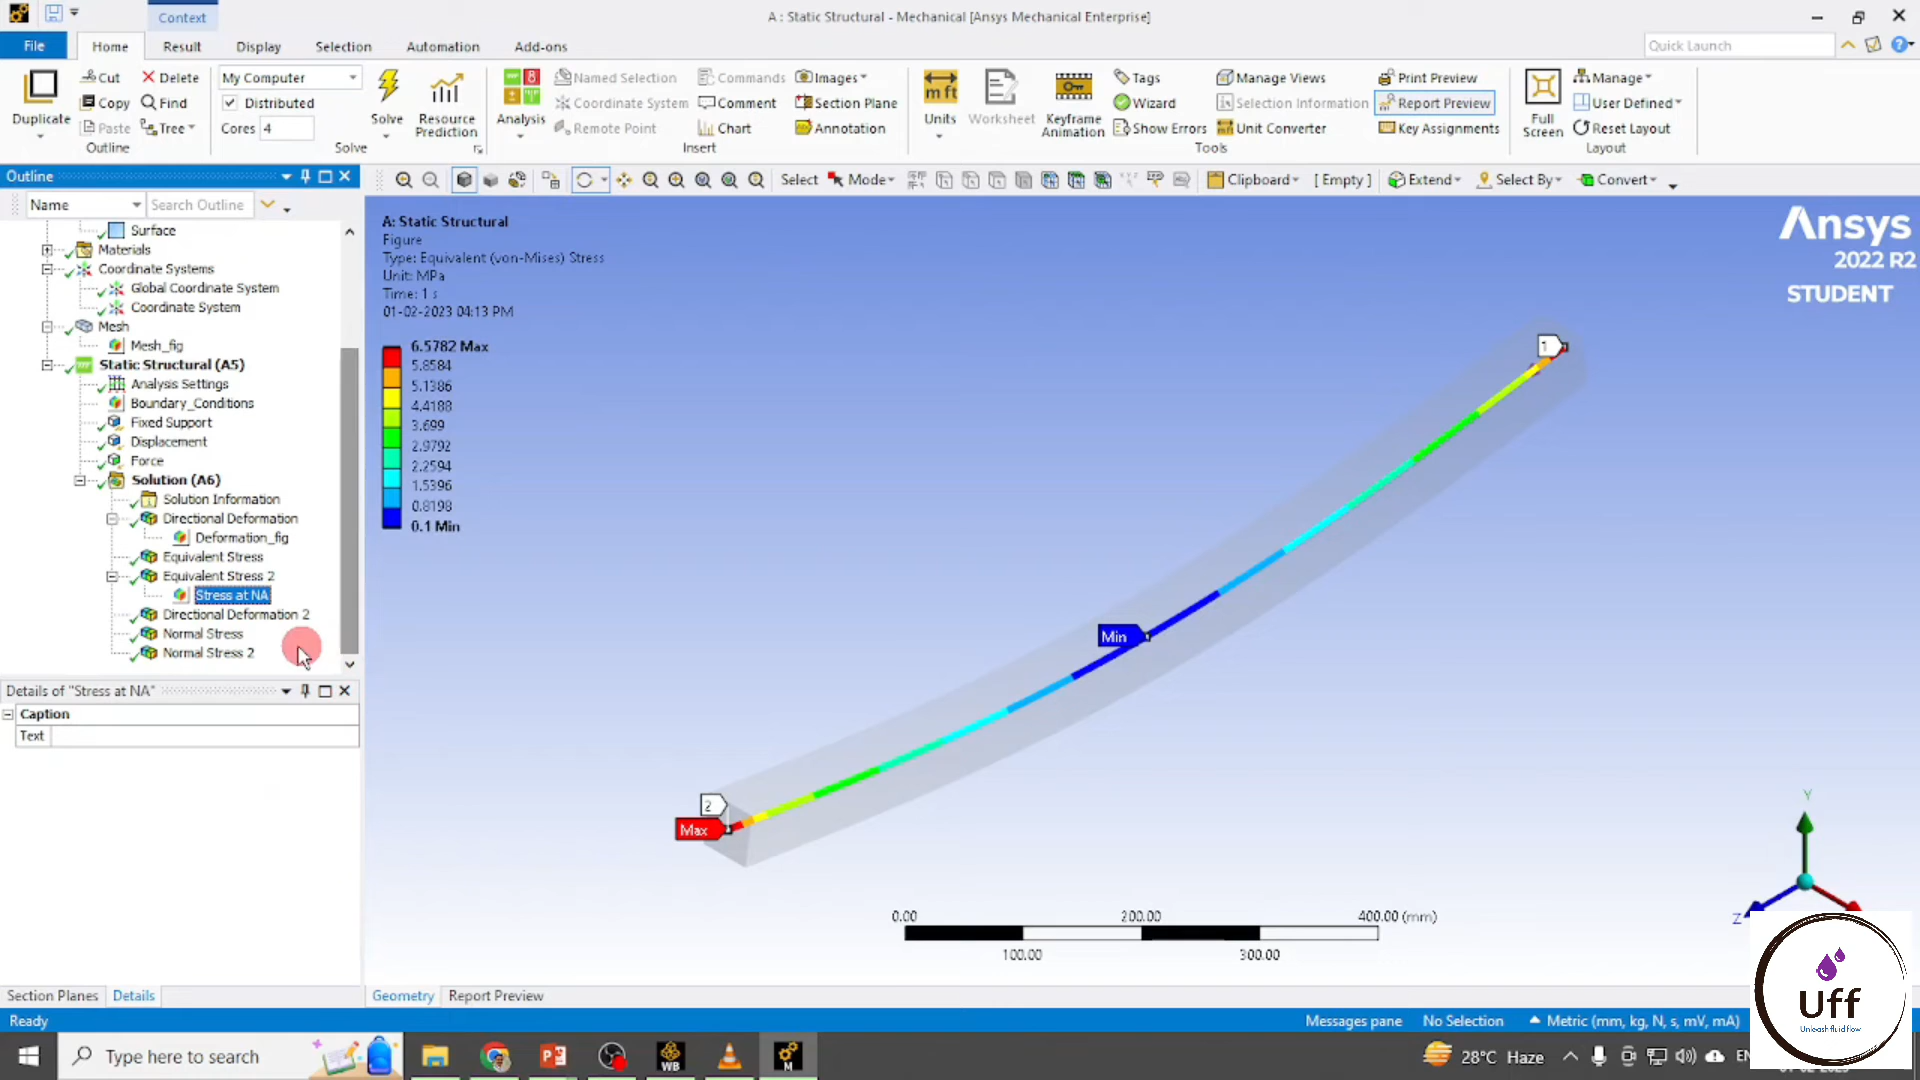 Context
A : Static Structural - Mechanical [Ansys Mechanical Enterprise]
File Home Result Display Selection Automation Add-ons
Quick Launch
Duplicate
Cut
Copy
Paste
Delete
Find
Tree
Outline
My Computer
Distributed
Cores 4
Solve
Resource Prediction
Solve
Analysis
Named Selection
Coordinate System
Remote Point
Commands
Comment
Chart
Images
Section Plane
Annotation
Insert
Units
Worksheet
Keyframe Animation
Tags
Wizard
Show Errors
Manage Views
Selection Information
Unit Converter
Print Preview
Report Preview
Key Assignments
Tools
Full Screen
Manage
User Defined
Reset Layout
Layout
Outline
Name Search Outline
Select Mode Clipboard [ Empty ] Extend Select By Convert
Surface
Materials
Coordinate Systems
Global Coordinate System
Coordinate System
Mesh
Mesh_fig
Static Structural (A5)
Analysis Settings
Boundary_Conditions
Fixed Support
Displacement
Force
Solution (A6)
Solution Information
Directional Deformation
Deformation_fig
Equivalent Stress
Equivalent Stress 2
Stress at NA
Directional Deformation 2
Normal Stress
Normal Stress 2
Details of "Stress at NA"
Caption
Text
Section Planes Details
A: Static Structural
Figure
Type: Equivalent (von-Mises) Stress
Unit: MPa
Time: 1 s
01-02-2023 04:13 PM
6.5782 Max
5.8584
5.1386
4.4188
3.699
2.9792
2.2594
1.5396
0.8198
0.1 Min
Ansys
2022 R2
STUDENT
1
Min
2
Max
0.00 200.00 400.00 (mm)
100.00 300.00
Y
Z
Geometry Report Preview
Uff
Unleash fluid flow
Ready
Messages pane No Selection Metric (mm, kg, N, s, mV, mA)
Type here to search
WB
M
28°C Haze